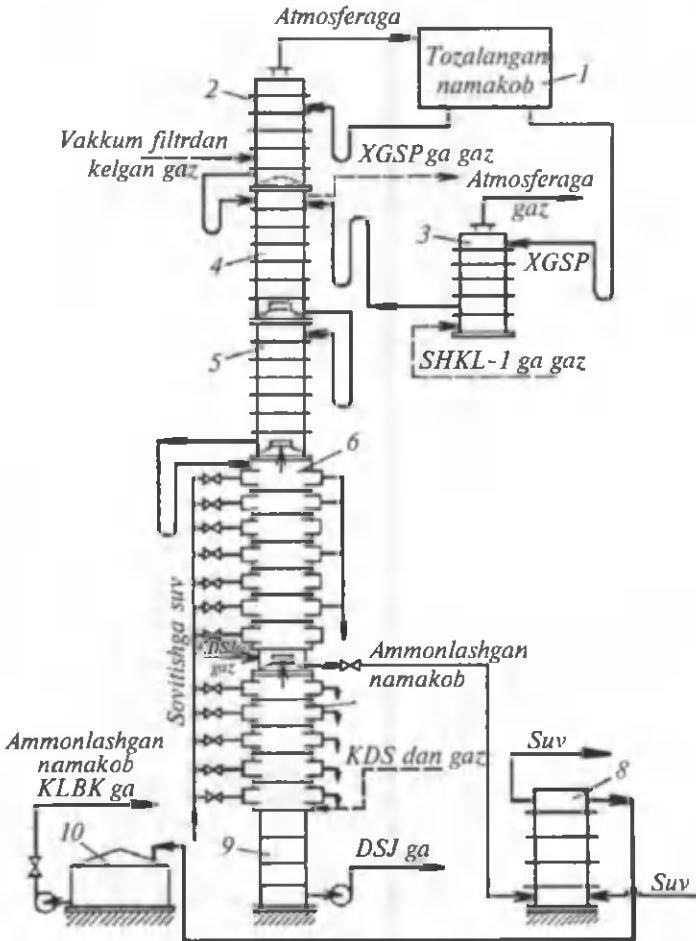 Atmosferaga
Tozalangan
namakob
1
2
Vakkum filtrdan
kelgan gaz
XGSP ga gaz
Atmosferaga
gaz
3
XGSP
4
SHKL-1 ga gaz
5
6
Sovitishga suv
gaz
Ammonlashgan
namakob
KDS dan gaz
Ammonlashgan
namakob
KLBK ga
10
9
DSJ ga
Suv
8
Suv